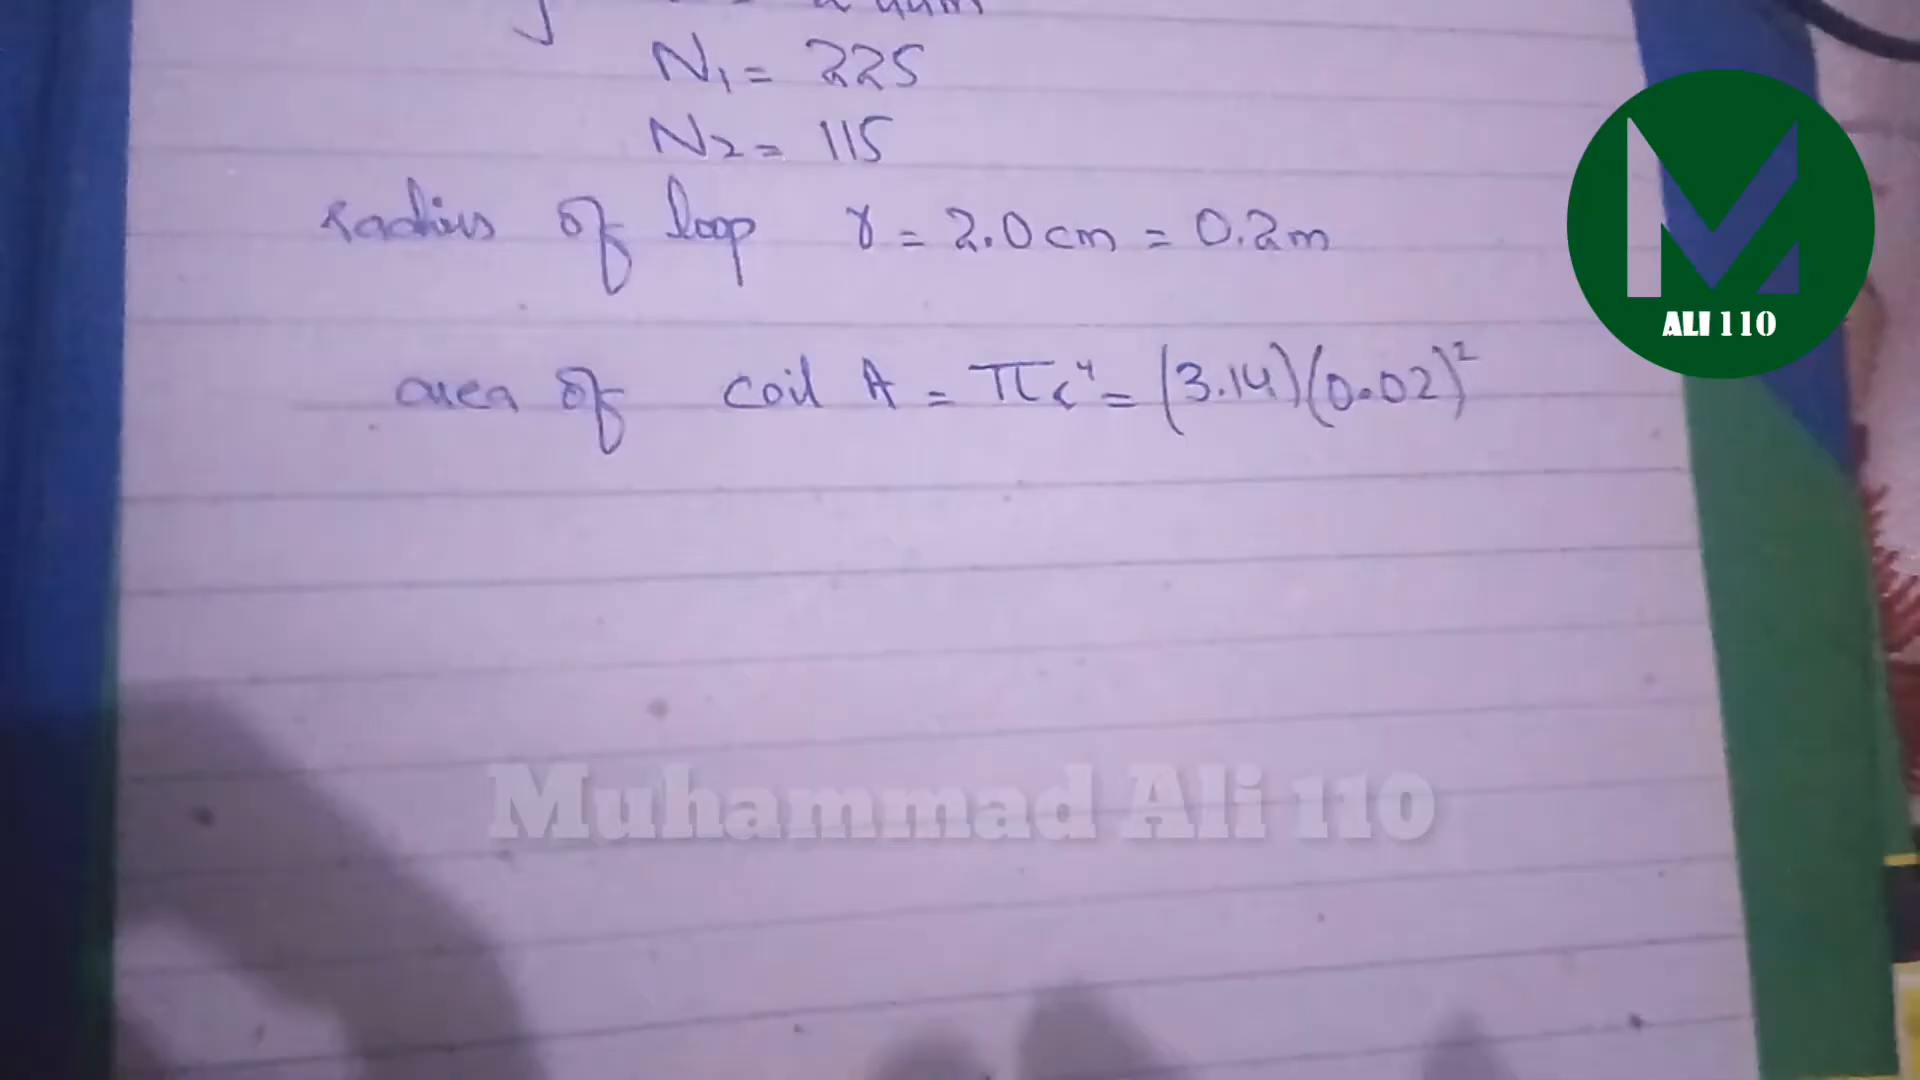 N₁ = 225
N₂ = 115
radius of loop r = 2.0 cm = 0.2m
area of coil A = πr² = (3.14)(0.02)²
M
ALI 110
Muhammad Ali 110